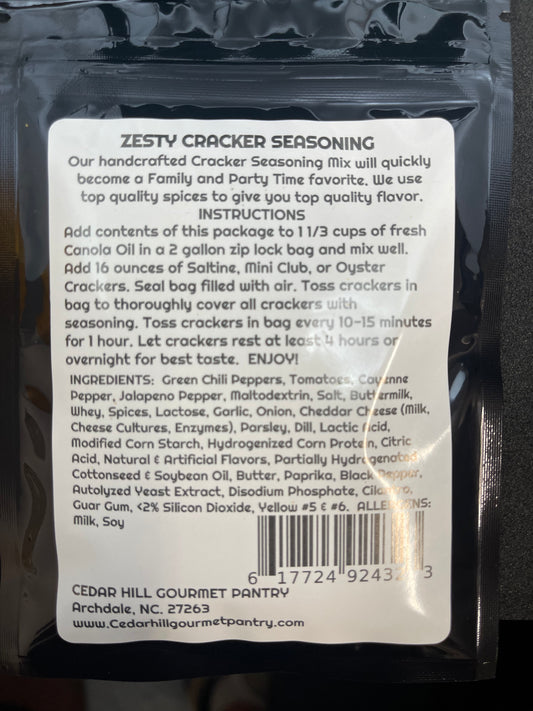 ZESTY CRACKER SEASONING
Our handcrafted Cracker Seasoning Mix will quickly
become a Family and Party Time favorite. We use
top quality spices to give you top quality flavor.
INSTRUCTIONS
Add contents of this package to 1 1/3 cups of fresh
Canola Oil in a 2 gallon zip lock bag and mix well.
Add 16 ounces of Saltine, Mini Club, or Oyster
Crackers. Seal bag filled with air. Toss crackers in
bag to thoroughly cover all crackers with
seasoning. Toss crackers in bag every 10-15 minutes
for 1 hour. Let crackers rest at least 4 hours or
overnight for best taste. ENJOY!
INGREDIENTS: Green Chili Peppers, Tomatoes, Cayenne
Pepper, Jalapeno Pepper, Maltodextrin, Salt, Buttermilk,
Whey, Spices, Lactose, Garlic, Onion, Cheddar Cheese (Milk,
Cheese Cultures, Enzymes), Parsley, Dill, Lactic Acid,
Modified Corn Starch, Hydrogenized Corn Protein, Citric
Acid, Natural & Artificial Flavors, Partially Hydrogenated
Cottonseed & Soybean Oil, Butter, Paprika, Black Pepper,
Autolyzed Yeast Extract, Disodium Phosphate, Cilantro,
Guar Gum, <2% Silicon Dioxide, Yellow #5 & #6. ALLERGENS:
Milk, Soy
6 17724 3
CEDAR HILL GOURMET PANTRY
Archdale, NC. 27263
www.Cedarhillgourmetpantry.com